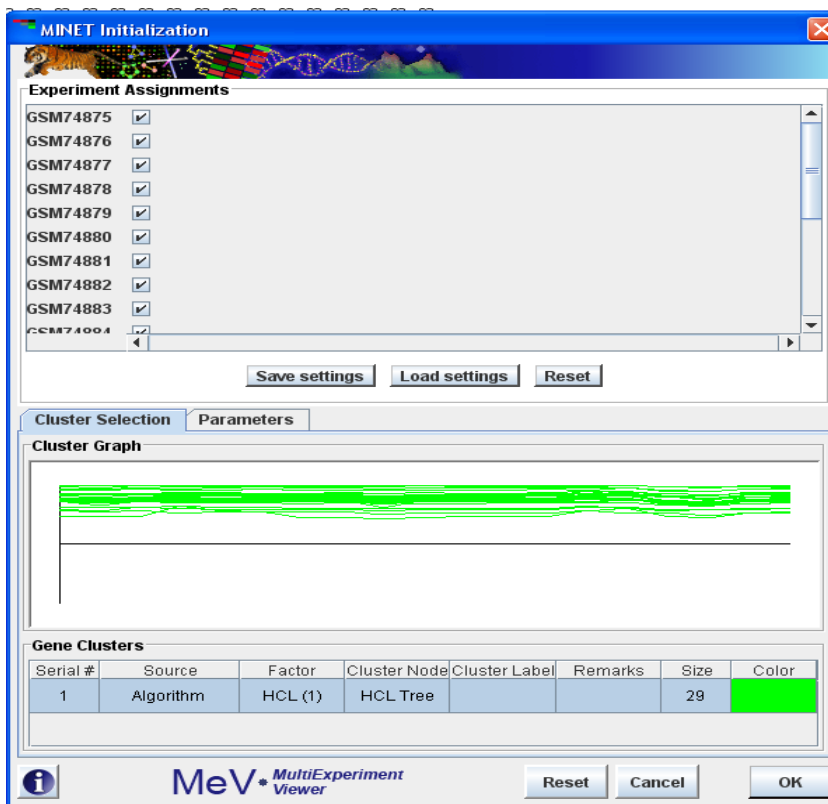 MINET Initialization
Experiment Assignments
GSM74875
GSM74876
GSM74877
GSM74878
GSM74879
GSM74880
GSM74881
GSM74882
GSM74883
GSM74884
Save settings Load settings Reset
Cluster Selection Parameters
Cluster Graph
Gene Clusters
Serial # Source Factor Cluster Node Cluster Label Remarks Size Color
1 Algorithm HCL (1) HCL Tree 29
MeV MultiExperiment
Viewer
Reset Cancel OK